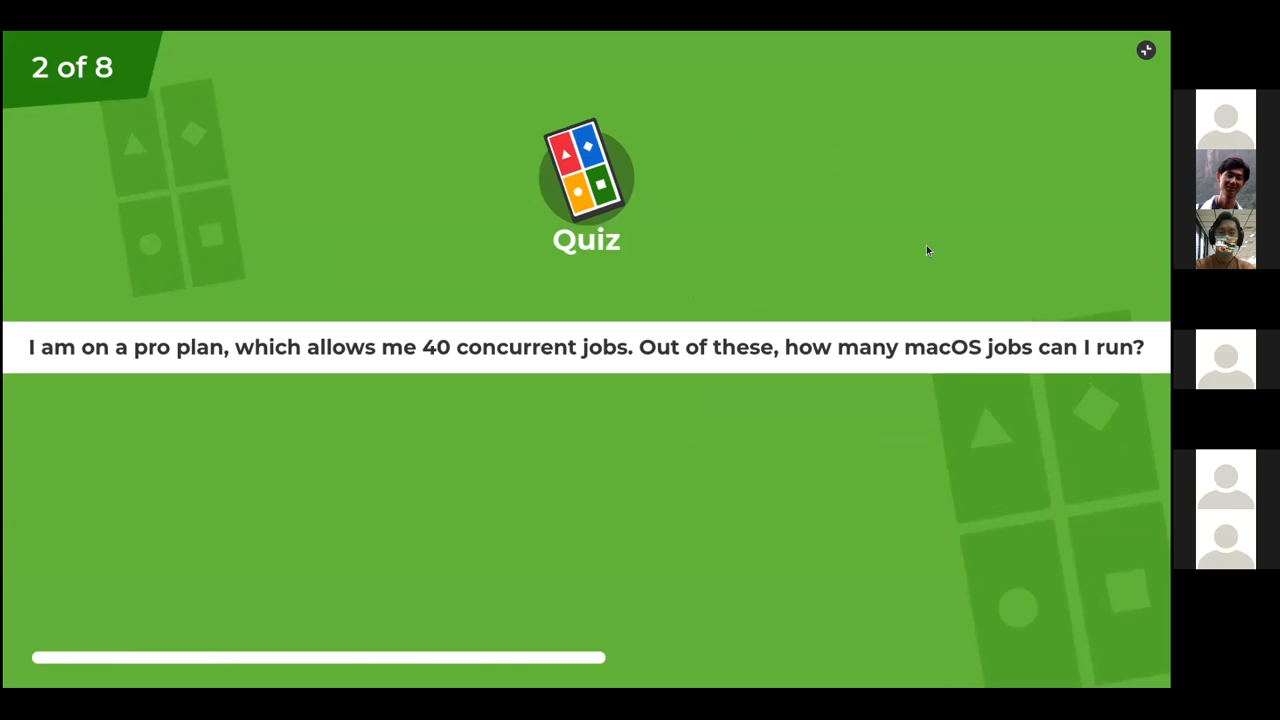 2 of 8
Quiz
I am on a pro plan, which allows me 40 concurrent jobs. Out of these, how many macOS jobs can I run?